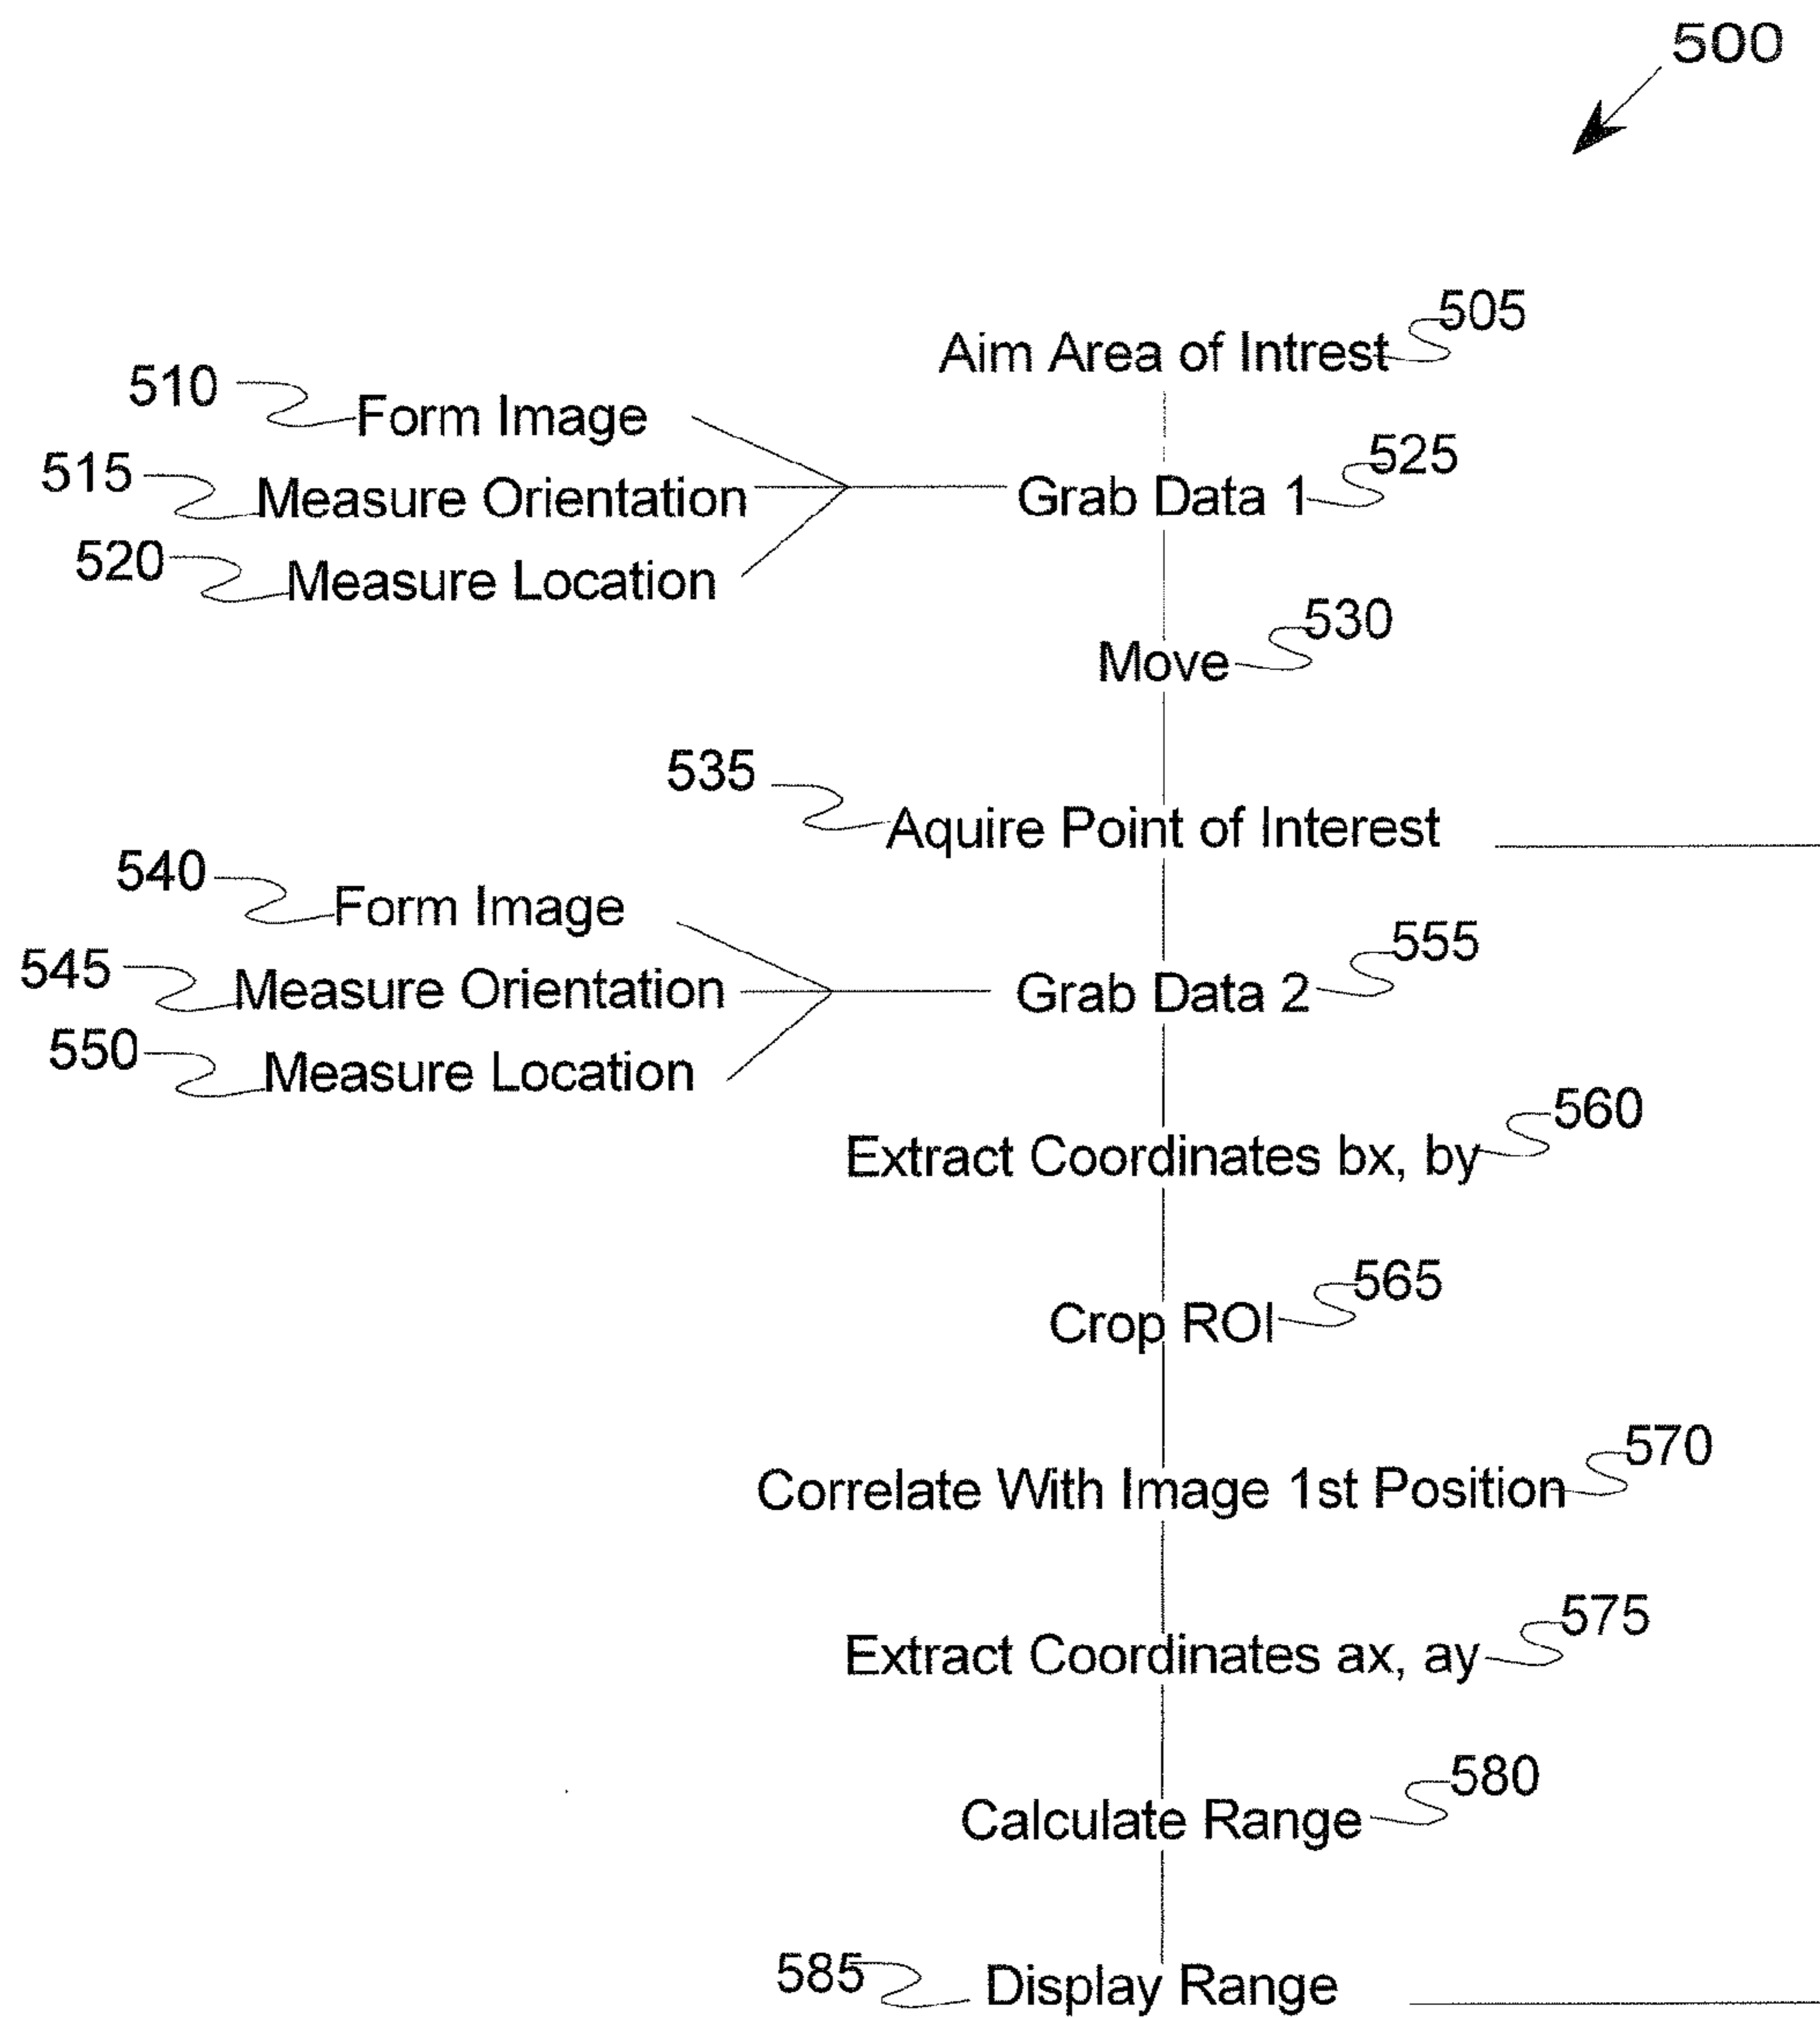 500
505
Aim Area of Intrest
510
Form Image
525
515
Measure Orientation
Grab Data 1
520
Measure Location
530
Move
535
Aquire Point of Interest
540
Form Image
555
545
Measure Orientation
Grab Data 2
550
Measure Location
560
Extract Coordinates bx, by
565
Crop ROI
570
Correlate With Image 1st Position
575
Extract Coordinates ax, ay
580
Calculate Range
585
Display Range